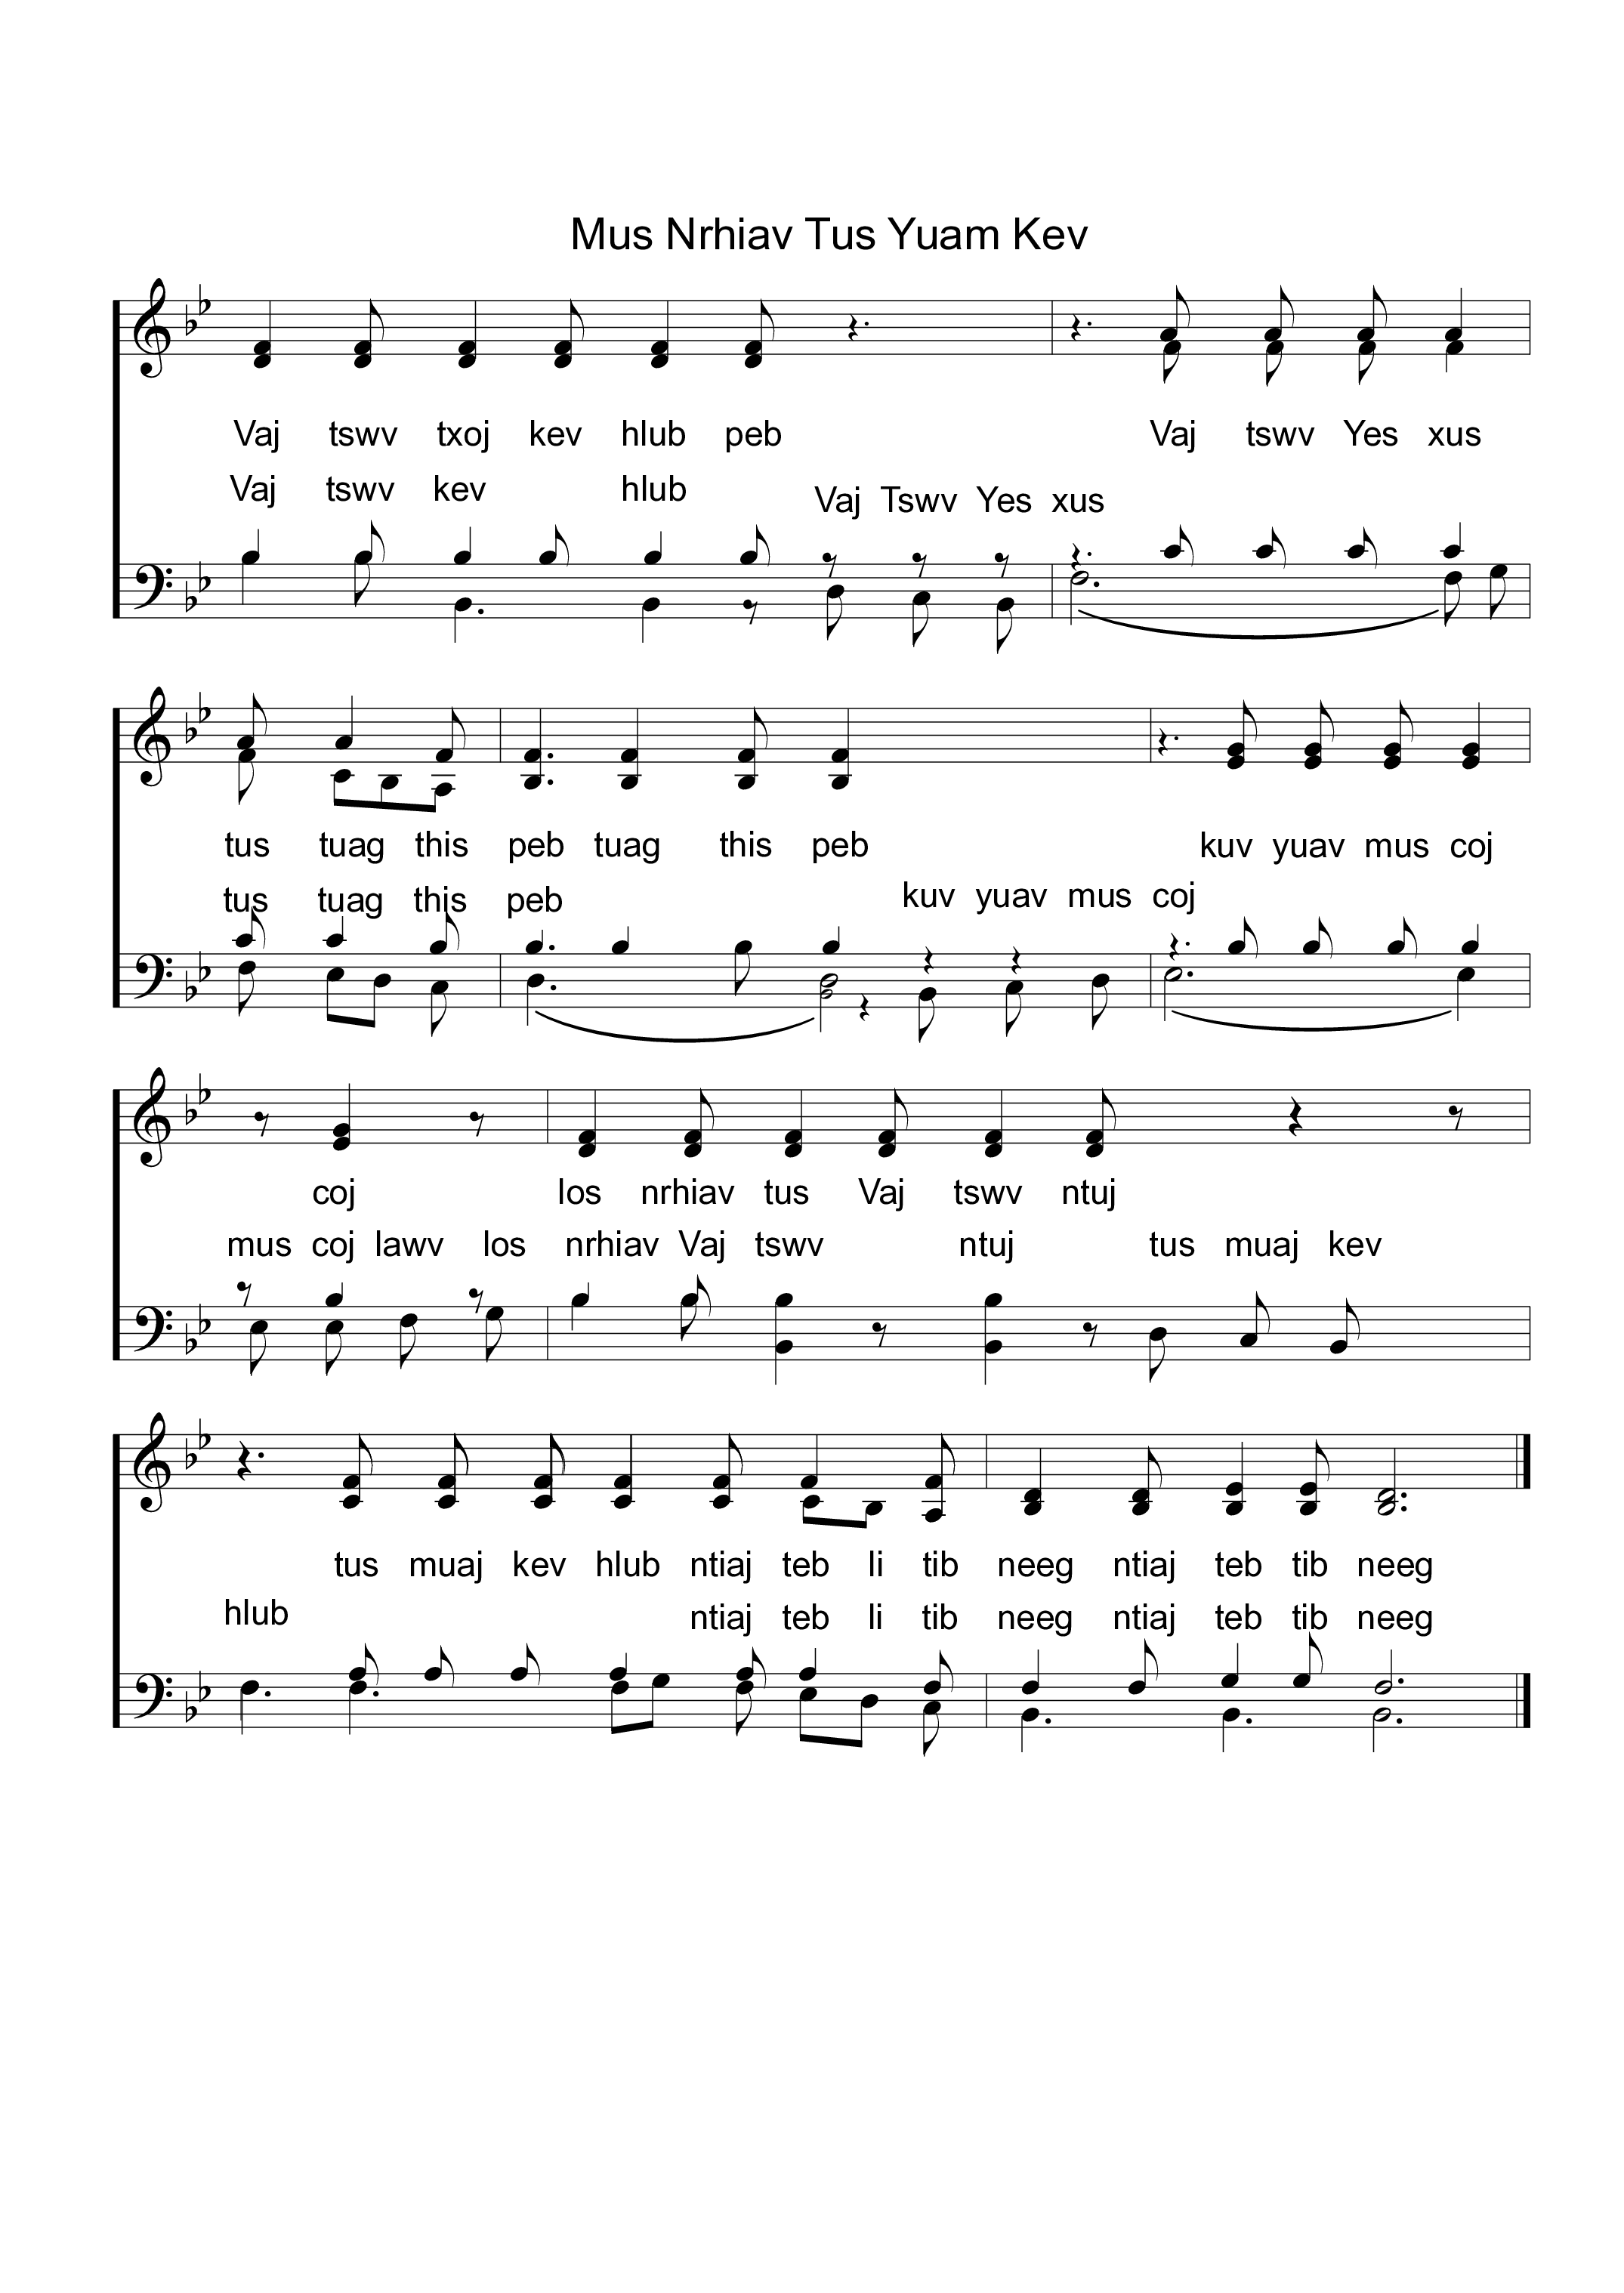 Mus Nrhiav Tus Yuam Kev
Vaj tswv txoj kev hlub peb Vaj tswv Yes xus
Vaj tswv kev hlub Vaj Tswv Yes xus
tus tuag this peb tuag this peb kuv yuav mus coj
tus tuag this peb kuv yuav mus coj
coj los nrhiav tus Vaj tswv ntuj
mus coj lawv los nrhiav Vaj tswv ntuj tus muaj kev
tus muaj kev hlub ntiaj teb li tib neeg ntiaj teb tib neeg
hlub ntiaj teb li tib neeg ntiaj teb tib neeg